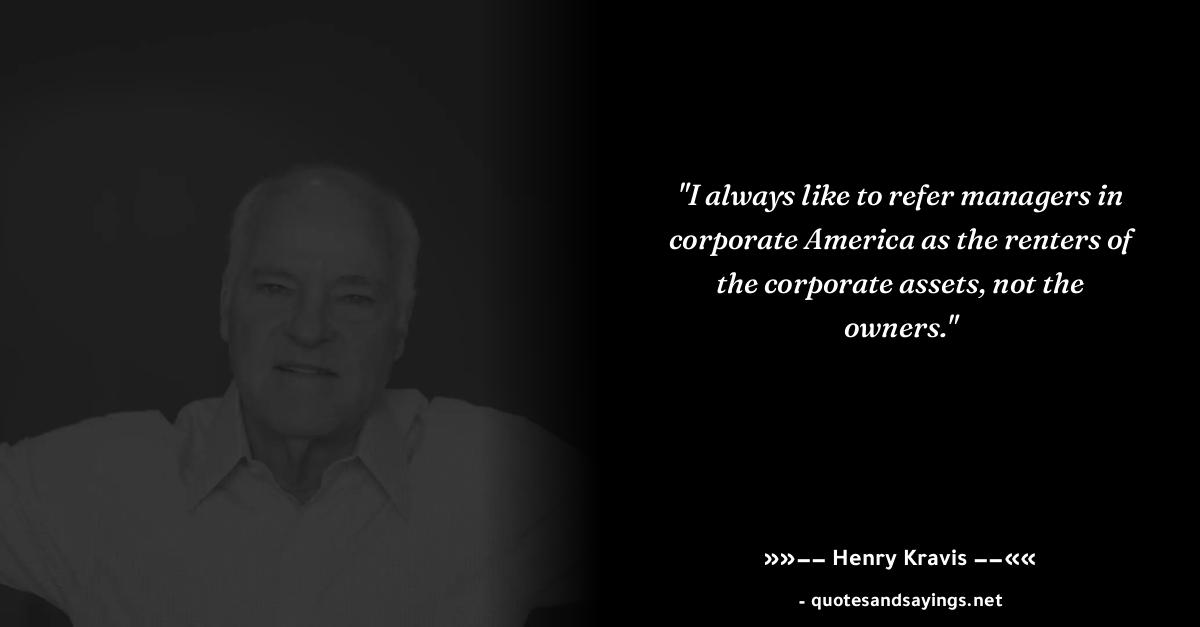 "I always like to refer managers in
corporate America as the renters of
the corporate assets, not the
owners."
»»−− Henry Kravis −−««
- quotesandsayings.net